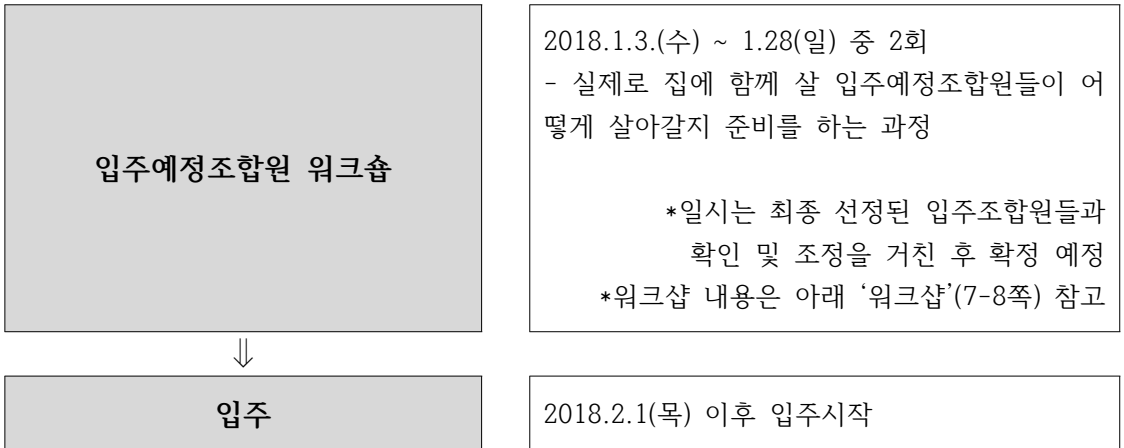 입주예정조합원 워크숍
2018.1.3.(수) ~ 1.28(일) 중 2회
- 실제로 집에 함께 살 입주예정조합원들이 어
떻게 살아갈지 준비를 하는 과정
*일시는 최종 선정된 입주조합원들과
확인 및 조정을 거친 후 확정 예정
*워크샵 내용은 아래 ‘워크샵’(7-8쪽) 참고
⇓
입주
2018.2.1(목) 이후 입주시작